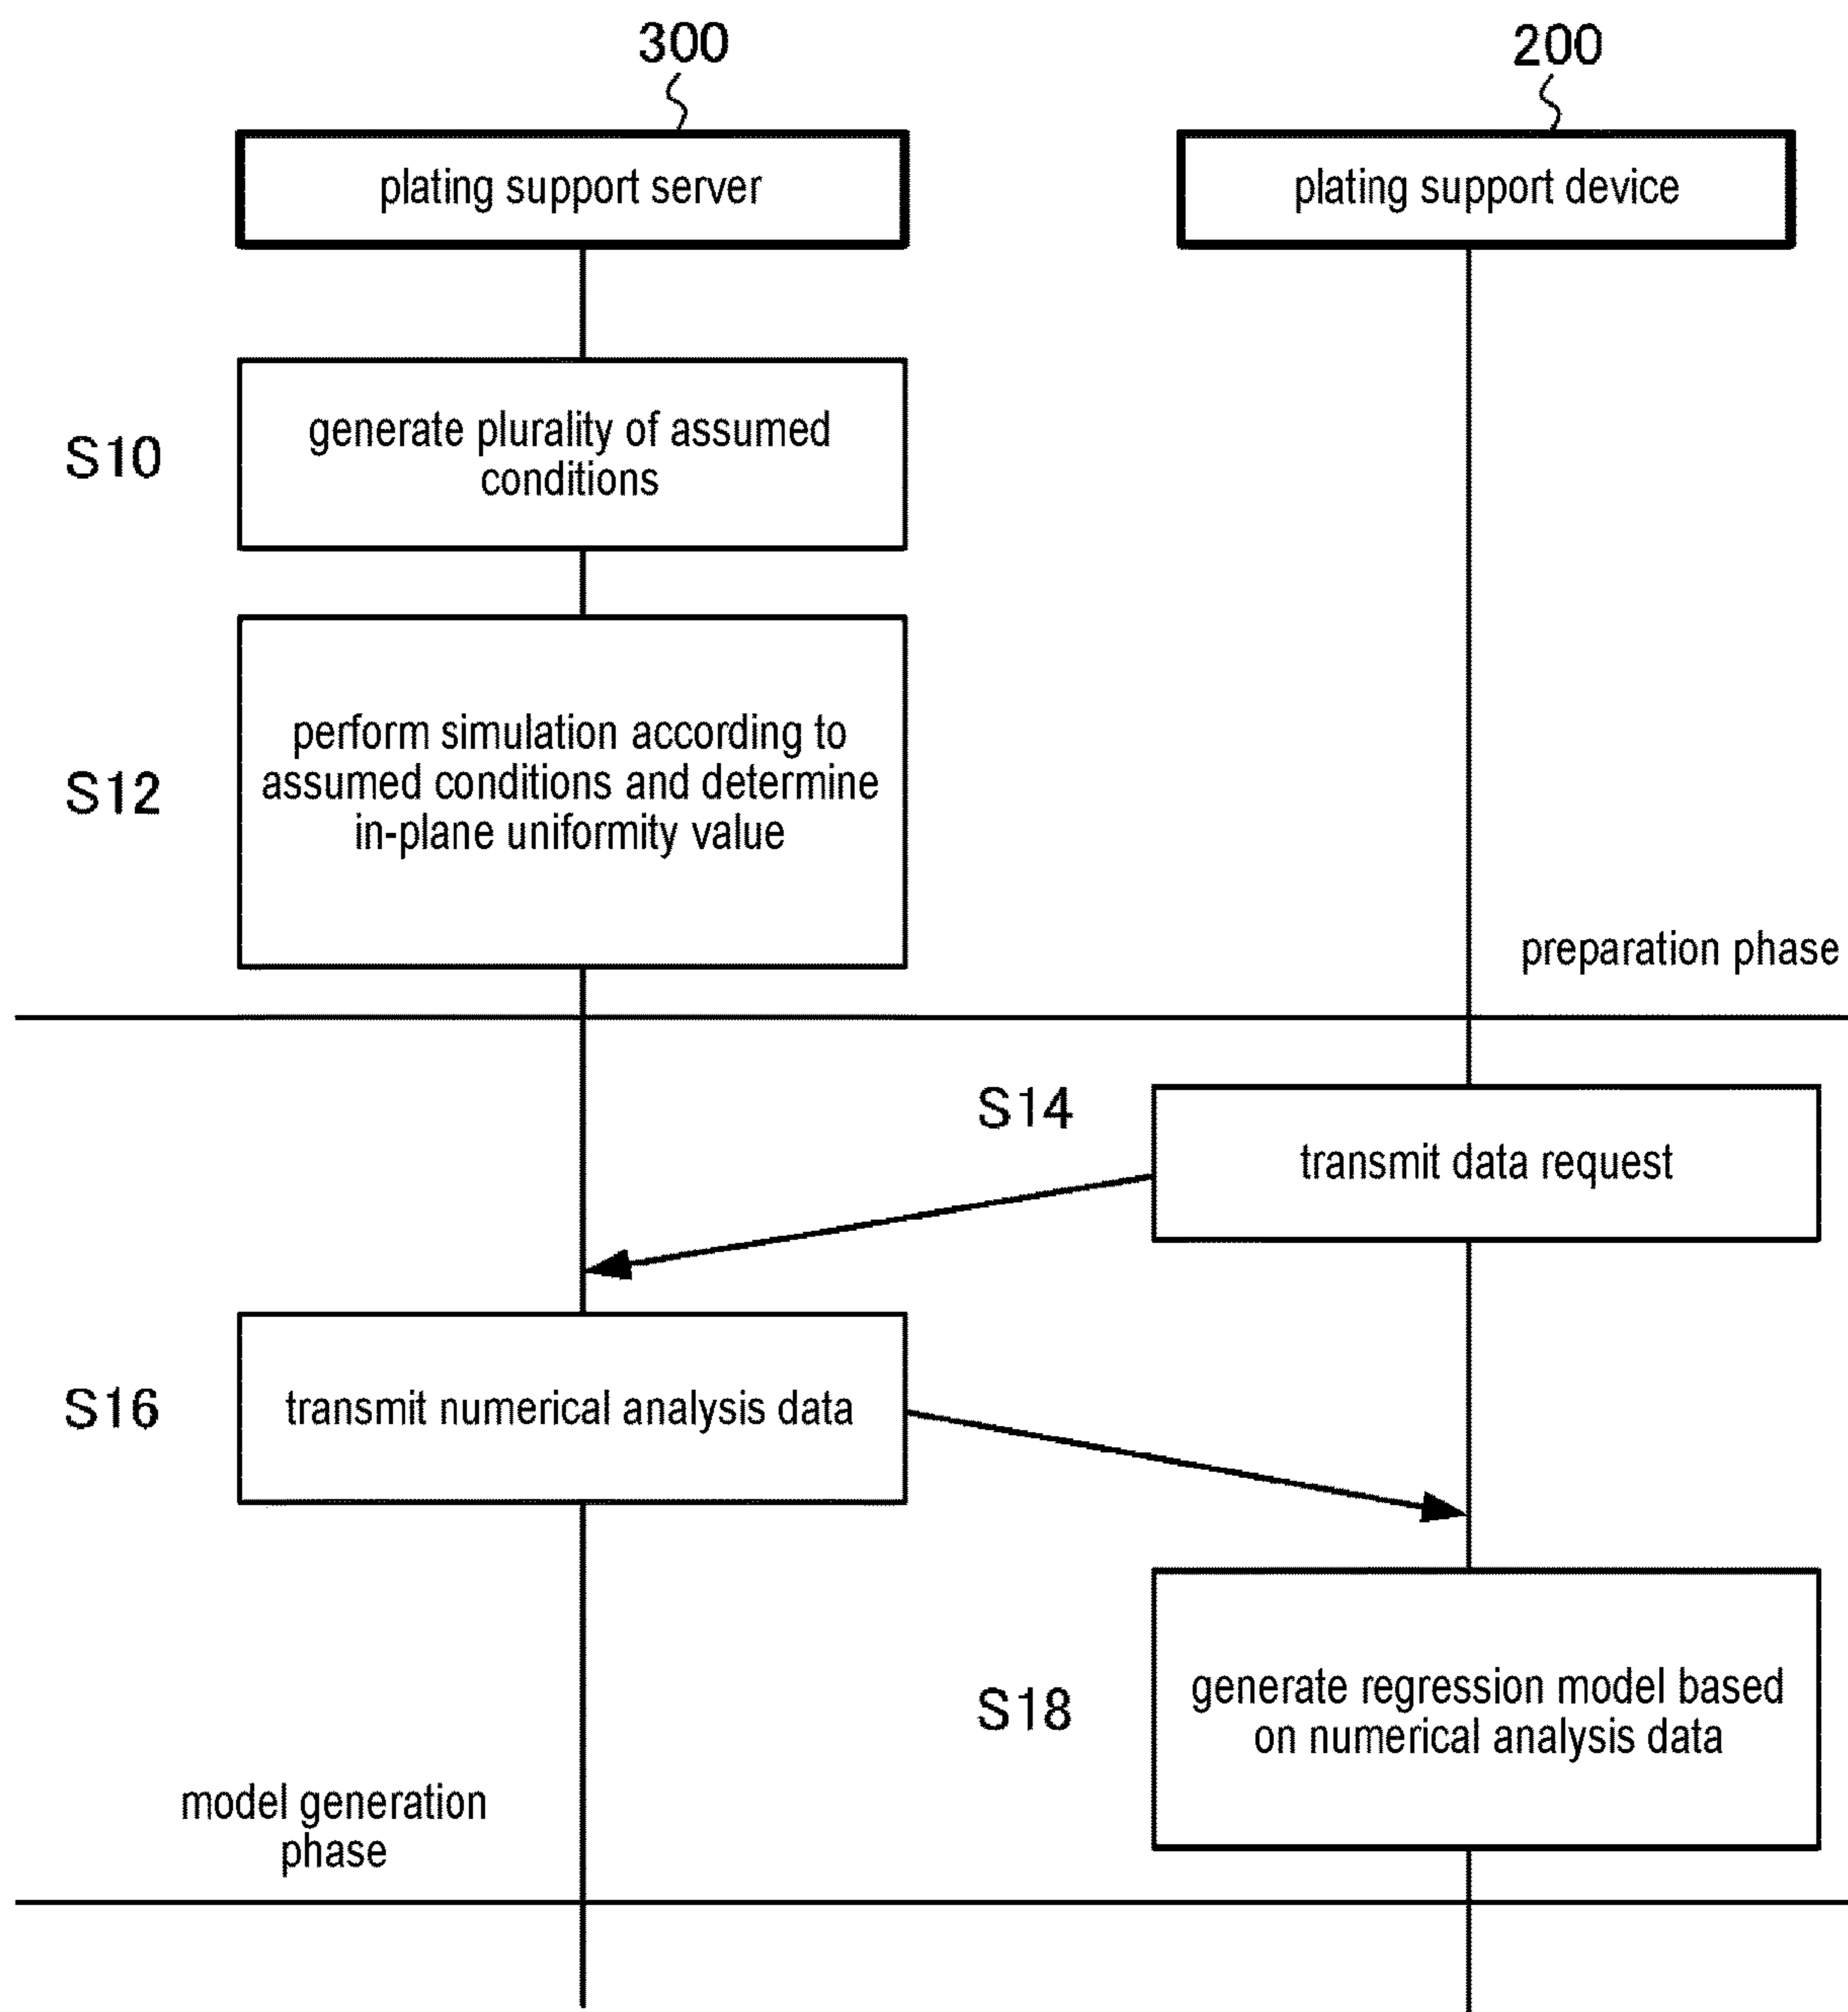 300
200
plating support server
plating support device
S10
generate plurality of assumed
conditions
S12
perform simulation according to
assumed conditions and determine
in-plane uniformity value
preparation phase
S14
transmit data request
S16
transmit numerical analysis data
S18
generate regression model based
on numerical analysis data
model generation
phase